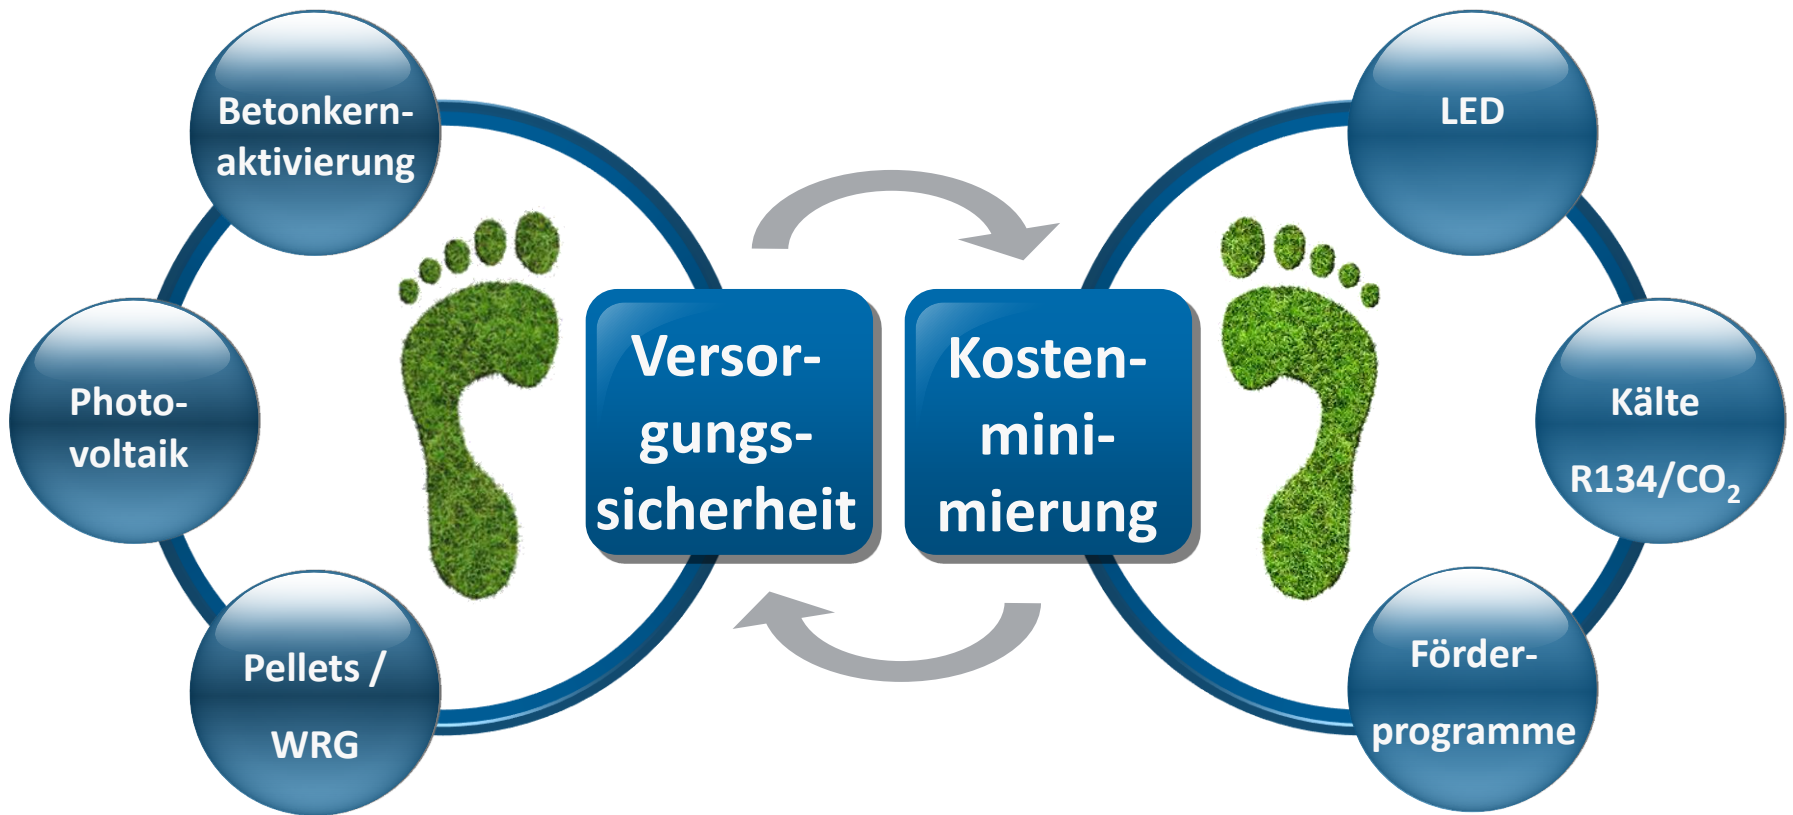 Betonkern-
aktivierung
Photo-
voltaik
Pellets /
WRG
Versor-
gungs-
sicherheit
Kosten-
mini-
mierung
LED
Kälte
R134/CO₂
Förder-
programme